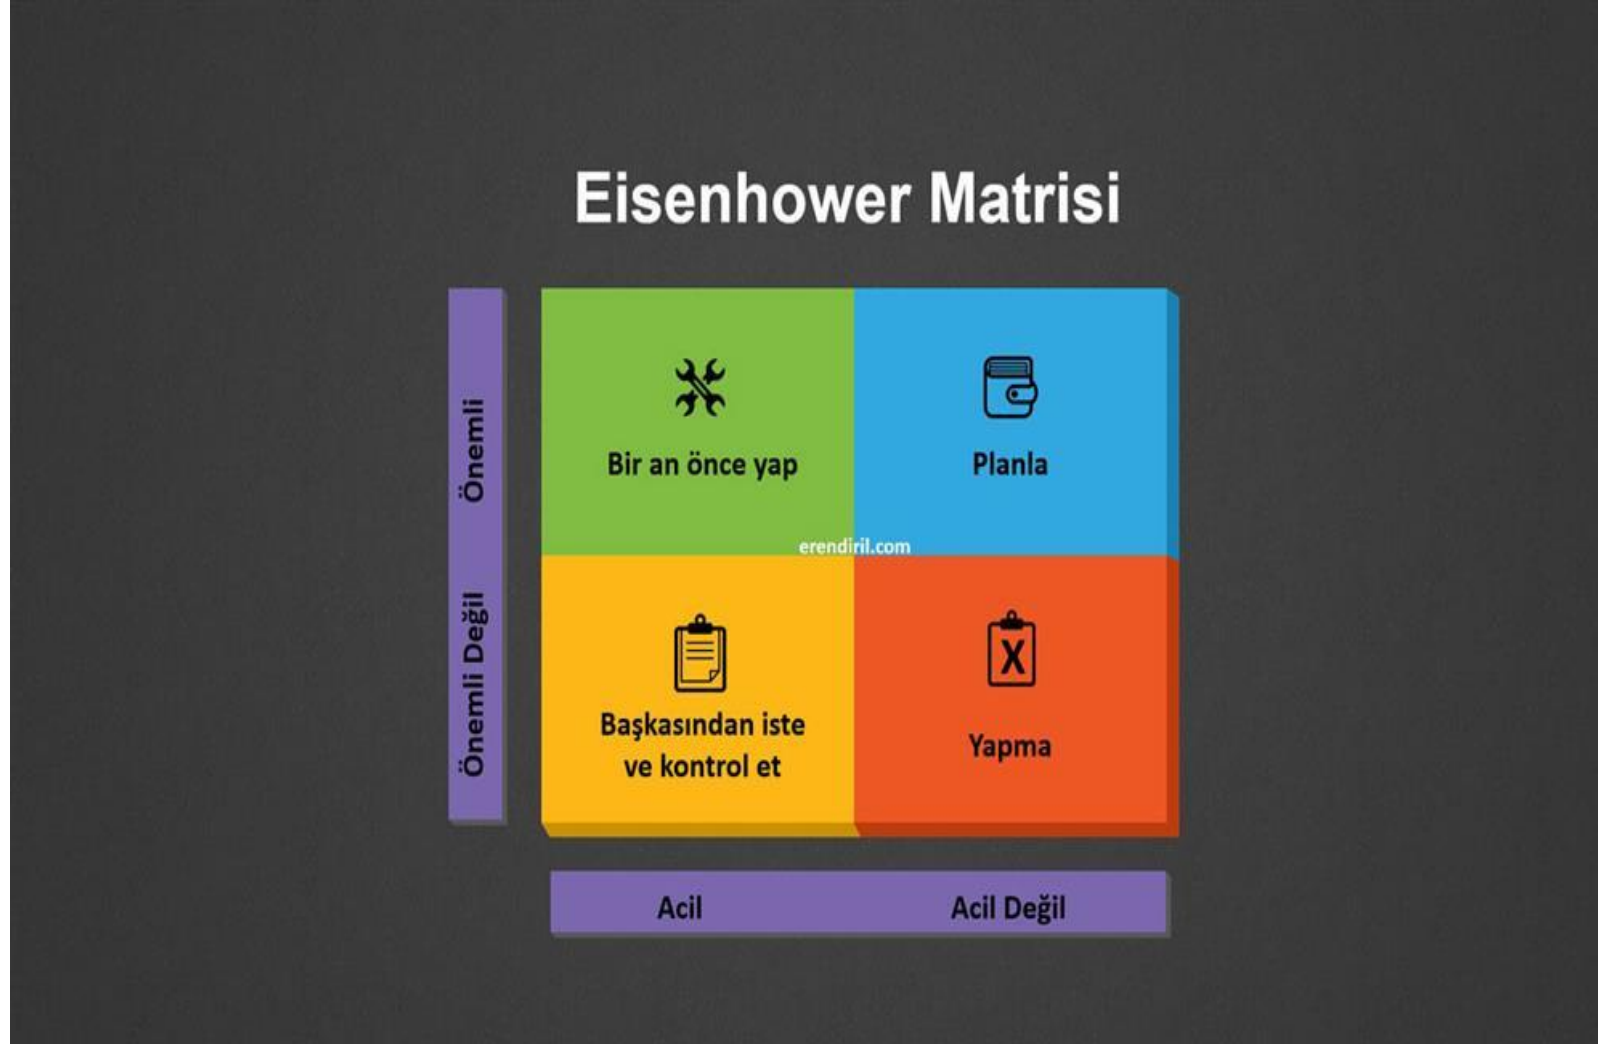 Eisenhower Matrisi
Önemli
Bir an önce yap
Planla
erendiril.com
Önemli Değil
Başkasından iste
ve kontrol et
X
Yapma
Acil
Acil Değil